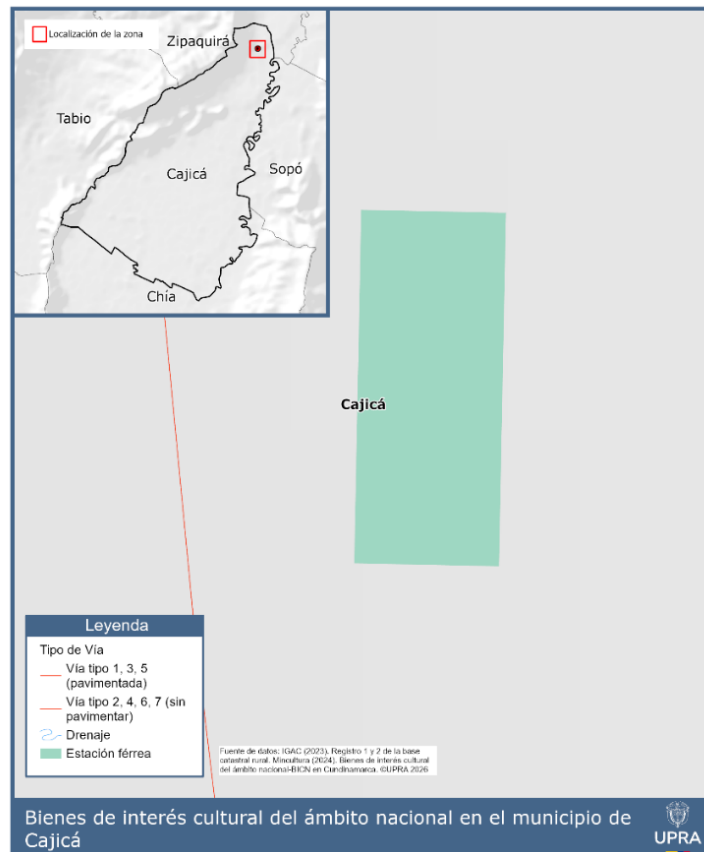 Localización de la zona
Zipaquirá
Tabio
Cajicá
Sopó
Chía
Cajicá
Leyenda
Tipo de Vía
Vía tipo 1, 3, 5
(pavimentada)
Vía tipo 2, 4, 6, 7 (sin
pavimentar)
Drenaje
Estación férrea
Fuente de datos: IGAC (2023). Registro 1 y 2 de la base
catastral rural. Mincultura (2024). Bienes de interés cultural
del ámbito nacional-BICN en Cundinamarca. ©UPRA 2026
Bienes de interés cultural del ámbito nacional en el municipio de
Cajicá
UPRA